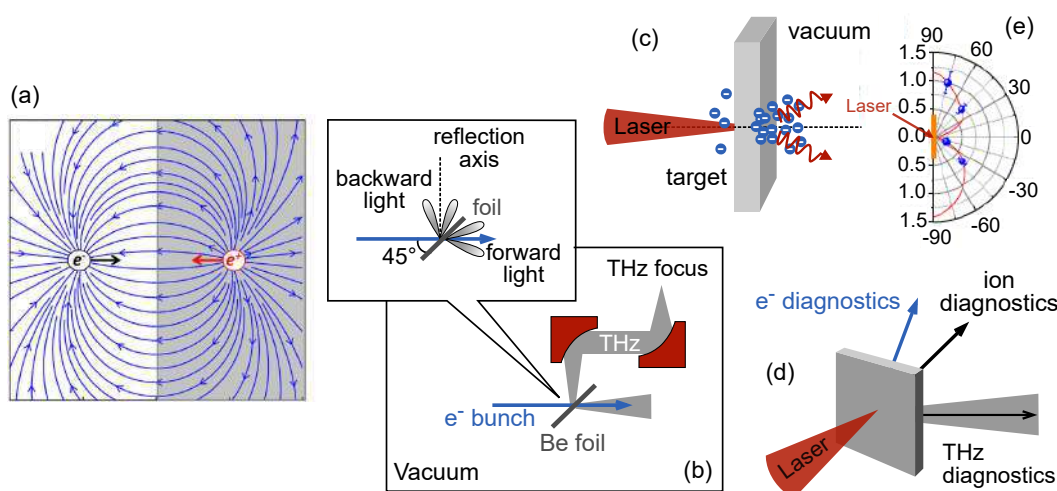 (a)
e-
e+
reflection
axis
backward
light
foil
45°
forward
light
THz focus
THz
e- bunch
Be foil
Vacuum
(b)
(c)
vacuum
Laser
target
(e)
90
60
30
0
-30
-60
-90
1.5
1.0
0.5
0.0
0.5
1.0
1.5
Laser
e- diagnostics
ion
diagnostics
(d)
Laser
THz
diagnostics